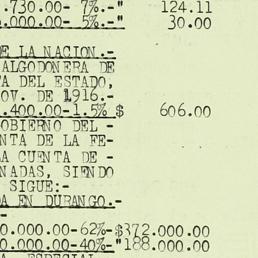 .730.00- 7%.-" 124.11
.000.00- 5%.-" 30.00
E LA NACION.-
ALGODONERA DE
A DEL ESTADO,
OV. DE 1916.-
.400.00-1.5% $ 606.00
OBIERNO DEL -
NTA DE LA FE-
A CUENTA DE -
NADAS, SIENDO
SIGUE:-
A EN DURANGO.-
-
0.000.00-62%-$372.000.00
0.000.00-40%-"188.000.00